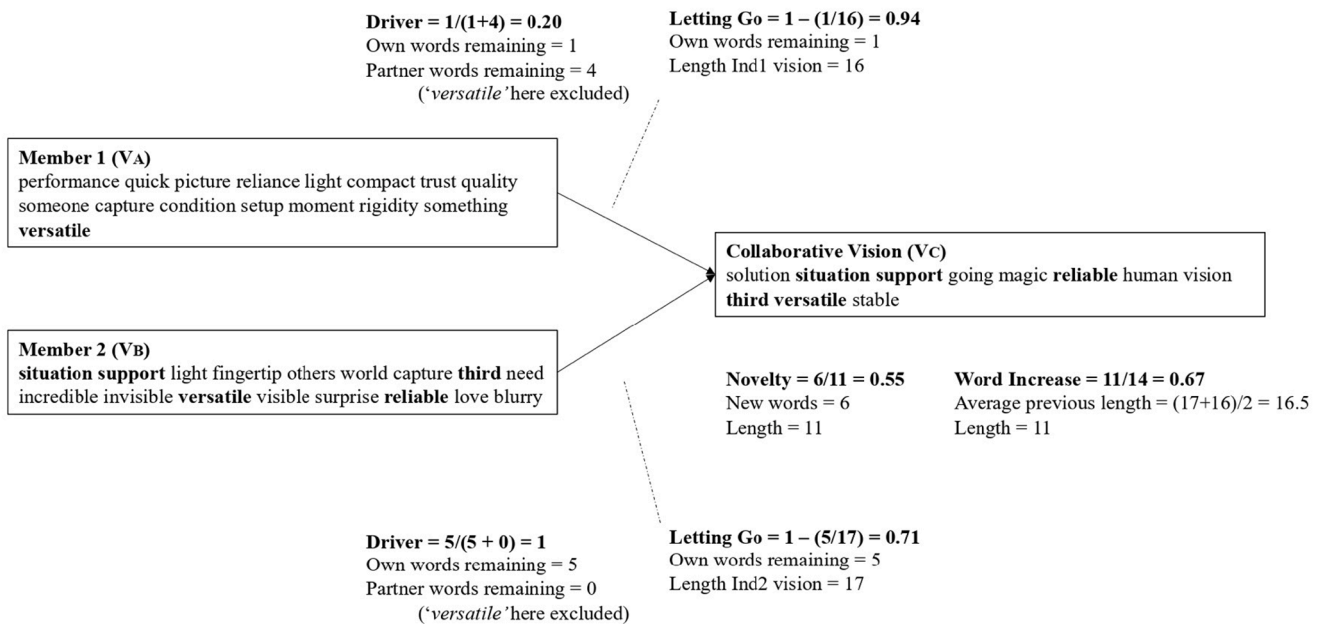 Driver = 1/(1+4) = 0.20
Own words remaining = 1
Partner words remaining = 4
(‘versatile’ here excluded)
Letting Go = 1 – (1/16) = 0.94
Own words remaining = 1
Length Ind1 vision = 16
Member 1 (VA)
performance quick picture reliance light compact trust quality
someone capture condition setup moment rigidity something
versatile
Collaborative Vision (VC)
solution situation support going magic reliable human vision
third versatile stable
Member 2 (VB)
situation support light fingertip others world capture third need
incredible invisible versatile visible surprise reliable love blurry
Novelty = 6/11 = 0.55
New words = 6
Length = 11
Word Increase = 11/14 = 0.67
Average previous length = (17+16)/2 = 16.5
Length = 11
Driver = 5/(5 + 0) = 1
Own words remaining = 5
Partner words remaining = 0
(‘versatile’ here excluded)
Letting Go = 1 – (5/17) = 0.71
Own words remaining = 5
Length Ind2 vision = 17